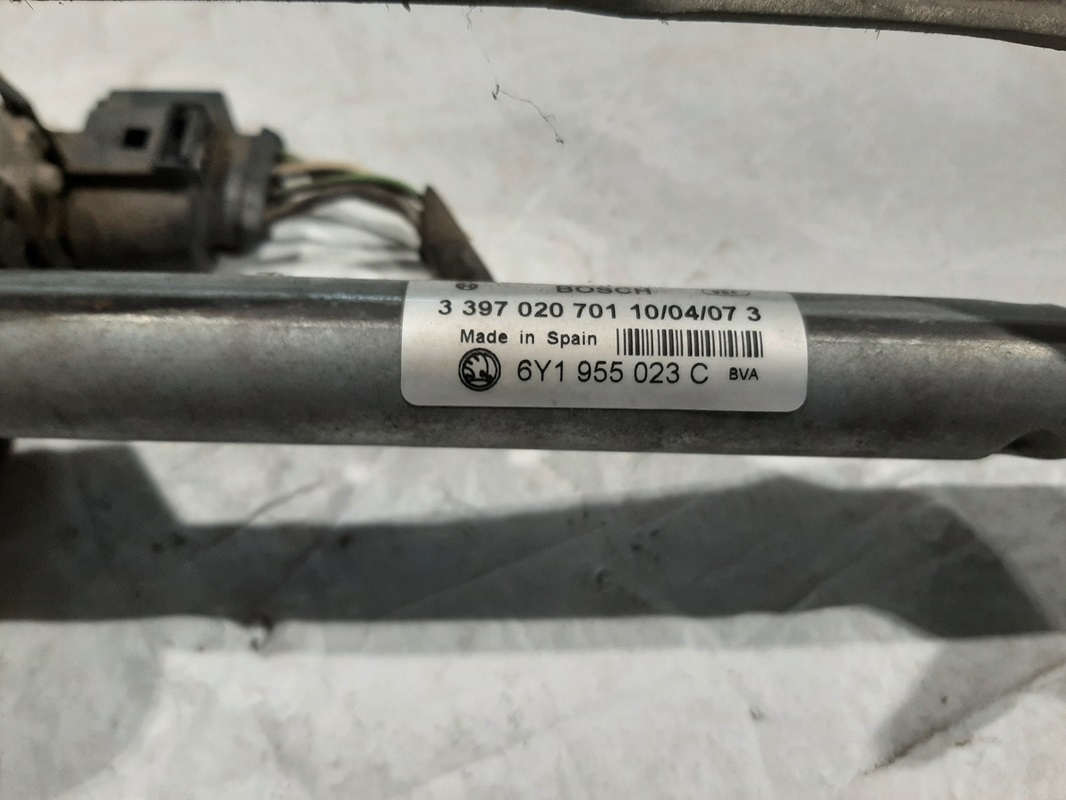 BOSCH
3 397 020 701 10/04/07 3
Made in Spain
6Y1 955 023 C BVA